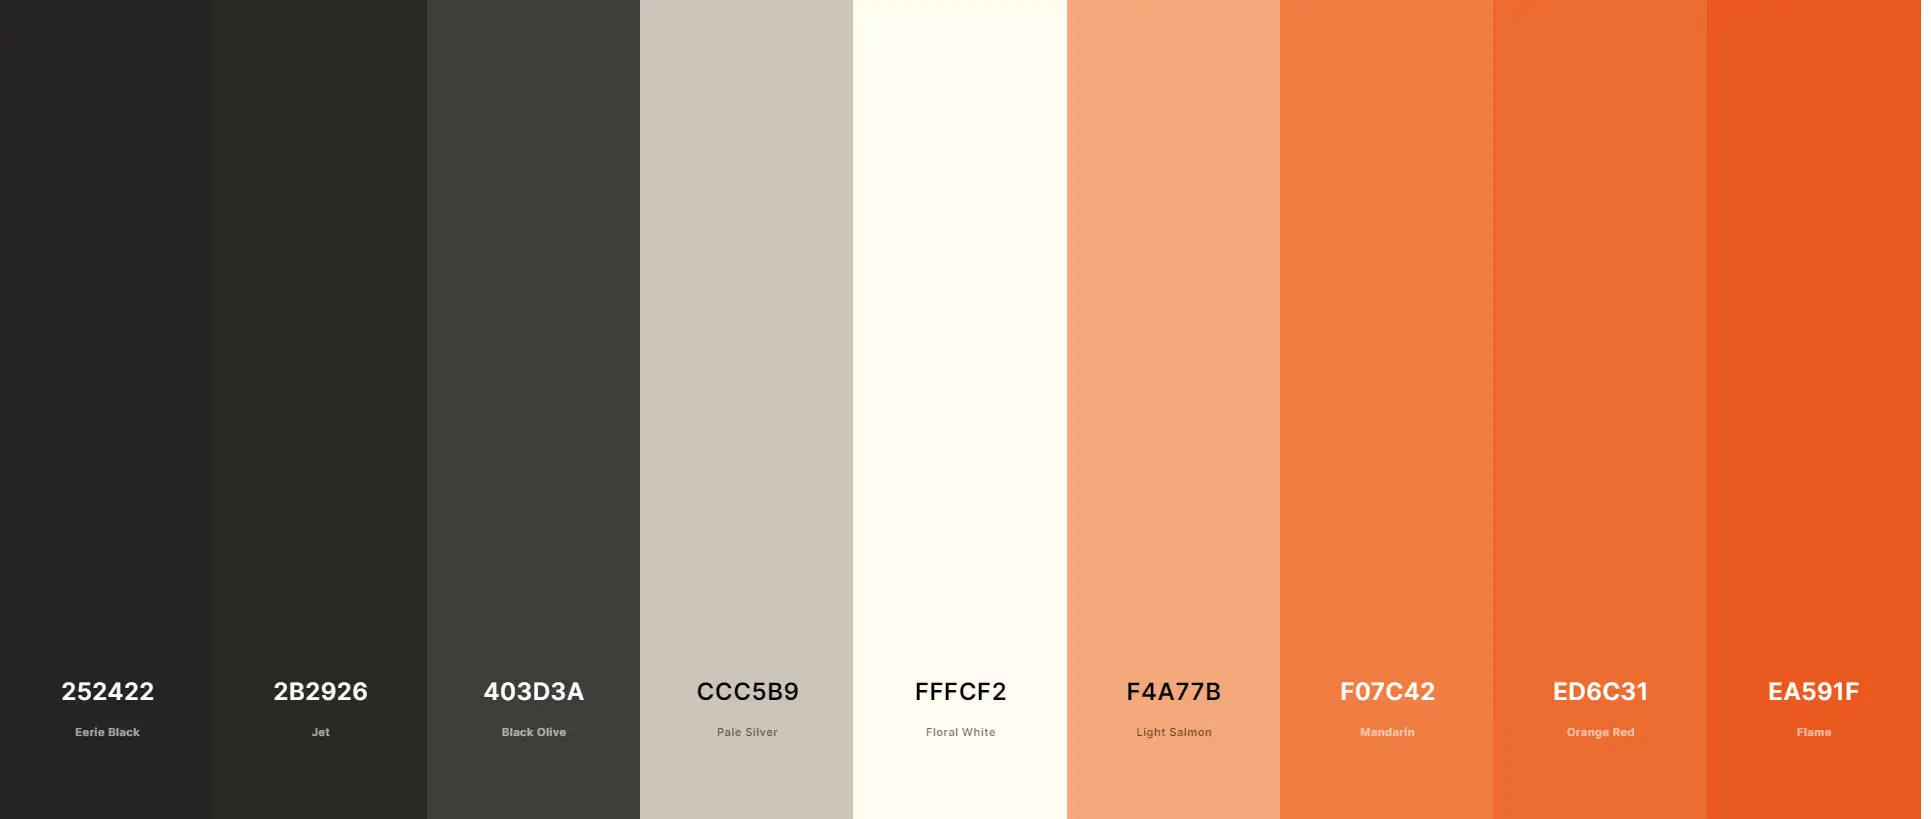 252422
Eerie Black
2B2926
Jet
403D3A
Black Olive
CCC5B9
Pale Silver
FFFCF2
Floral White
F4A77B
Light Salmon
F07C42
Mandarin
ED6C31
Orange Red
EA591F
Flame